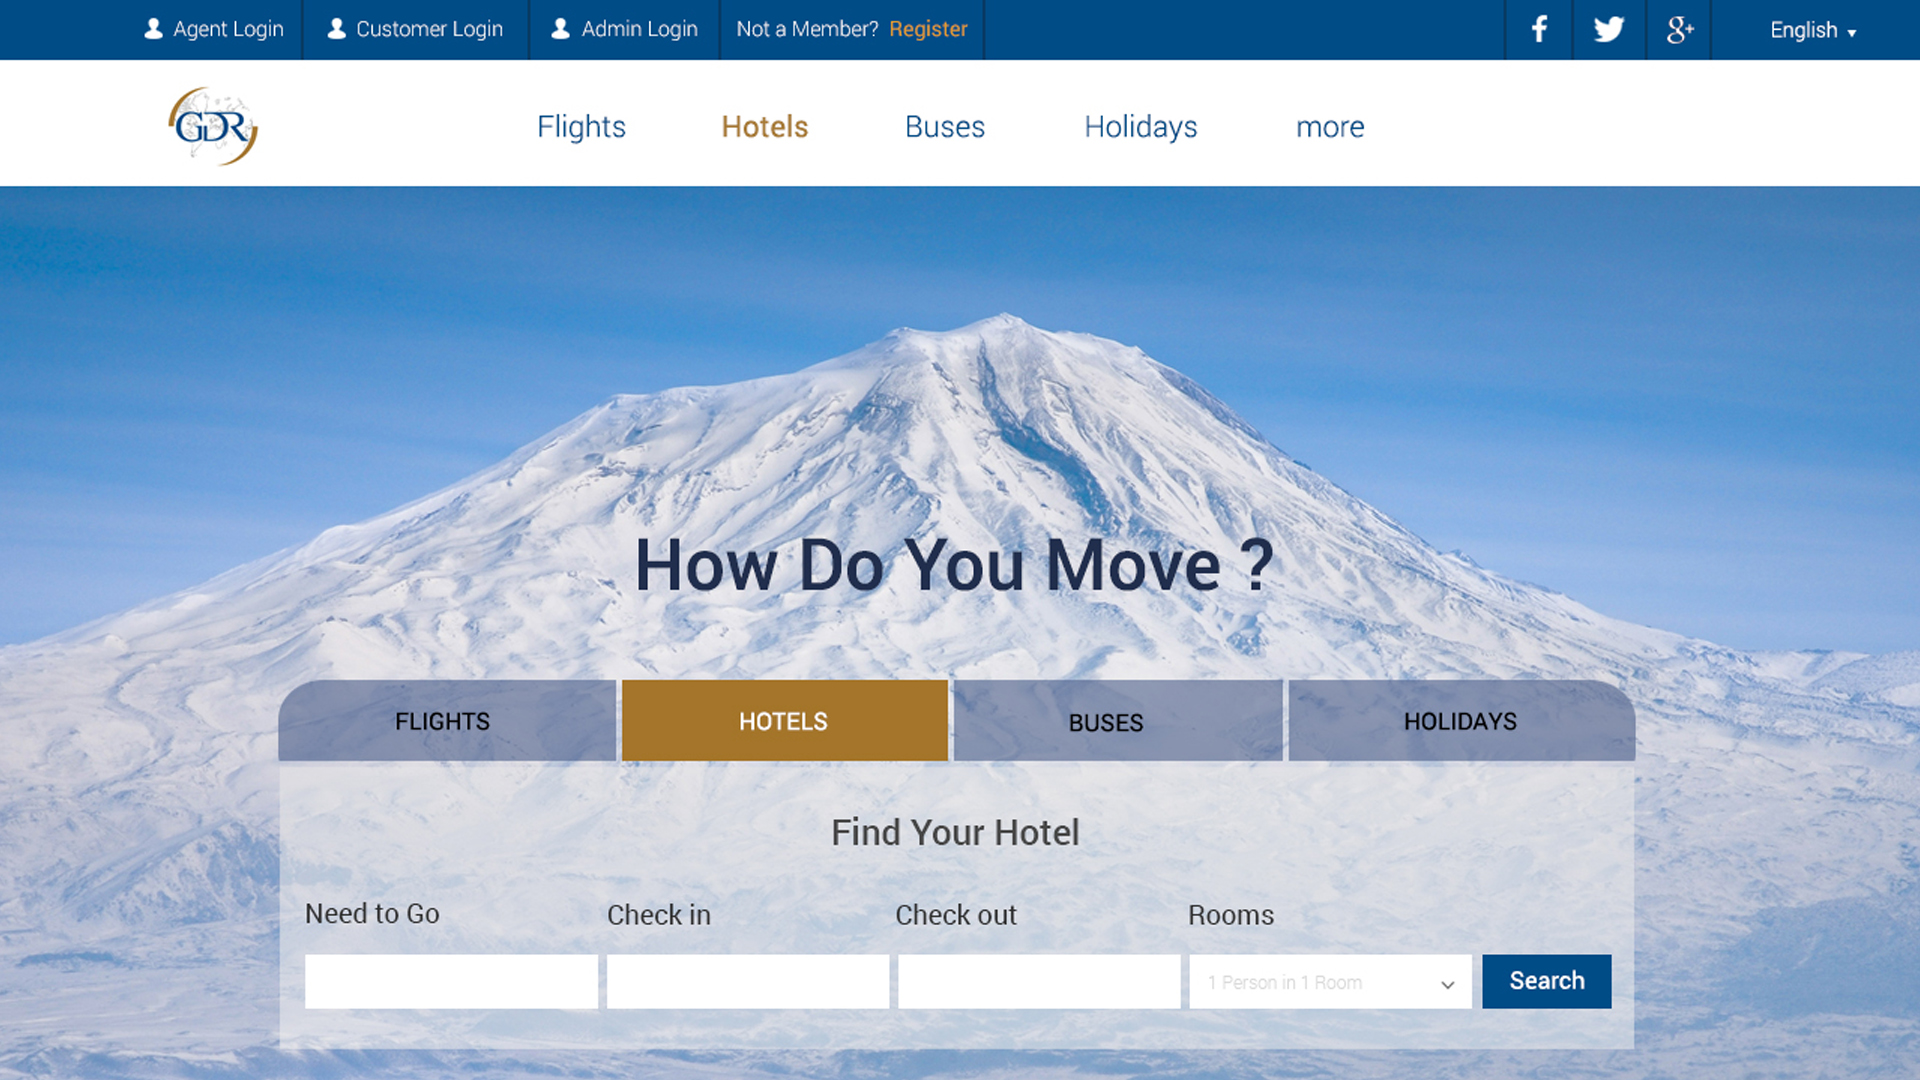 Agent Login Customer Login Admin Login Not a Member? Register English
GDR Flights Hotels Buses Holidays more
How Do You Move ?
FLIGHTS HOTELS BUSES HOLIDAYS
Find Your Hotel
Need to Go Check in Check out Rooms
1 Person in 1 Room Search